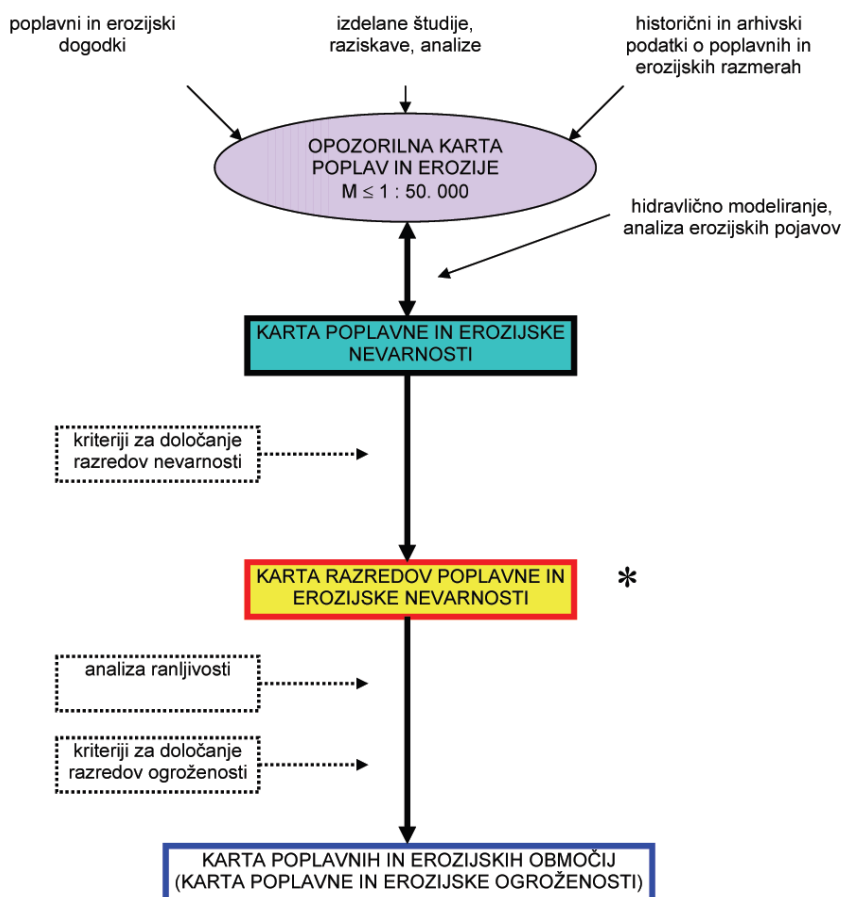 poplavni in erozijski
dogodki
izdelane študije,
raziskave, analize
historični in arhivski
podatki o poplavnih in
erozijskih razmerah
OPOZORILNA KARTA
POPLAV IN EROZIJE
M ≤ 1 : 50. 000
hidravlično modeliranje,
analiza erozijskih pojavov
KARTA POPLAVNE IN EROZIJSKE
NEVARNOSTI
kriteriji za določanje
razredov nevarnosti
KARTA RAZREDOV POPLAVNE IN
EROZIJSKE NEVARNOSTI
*
analiza ranljivosti
kriteriji za določanje
razredov ogroženosti
KARTA POPLAVNIH IN EROZIJSKIH OBMOČIJ
(KARTA POPLAVNE IN EROZIJSKE OGROŽENOSTI)